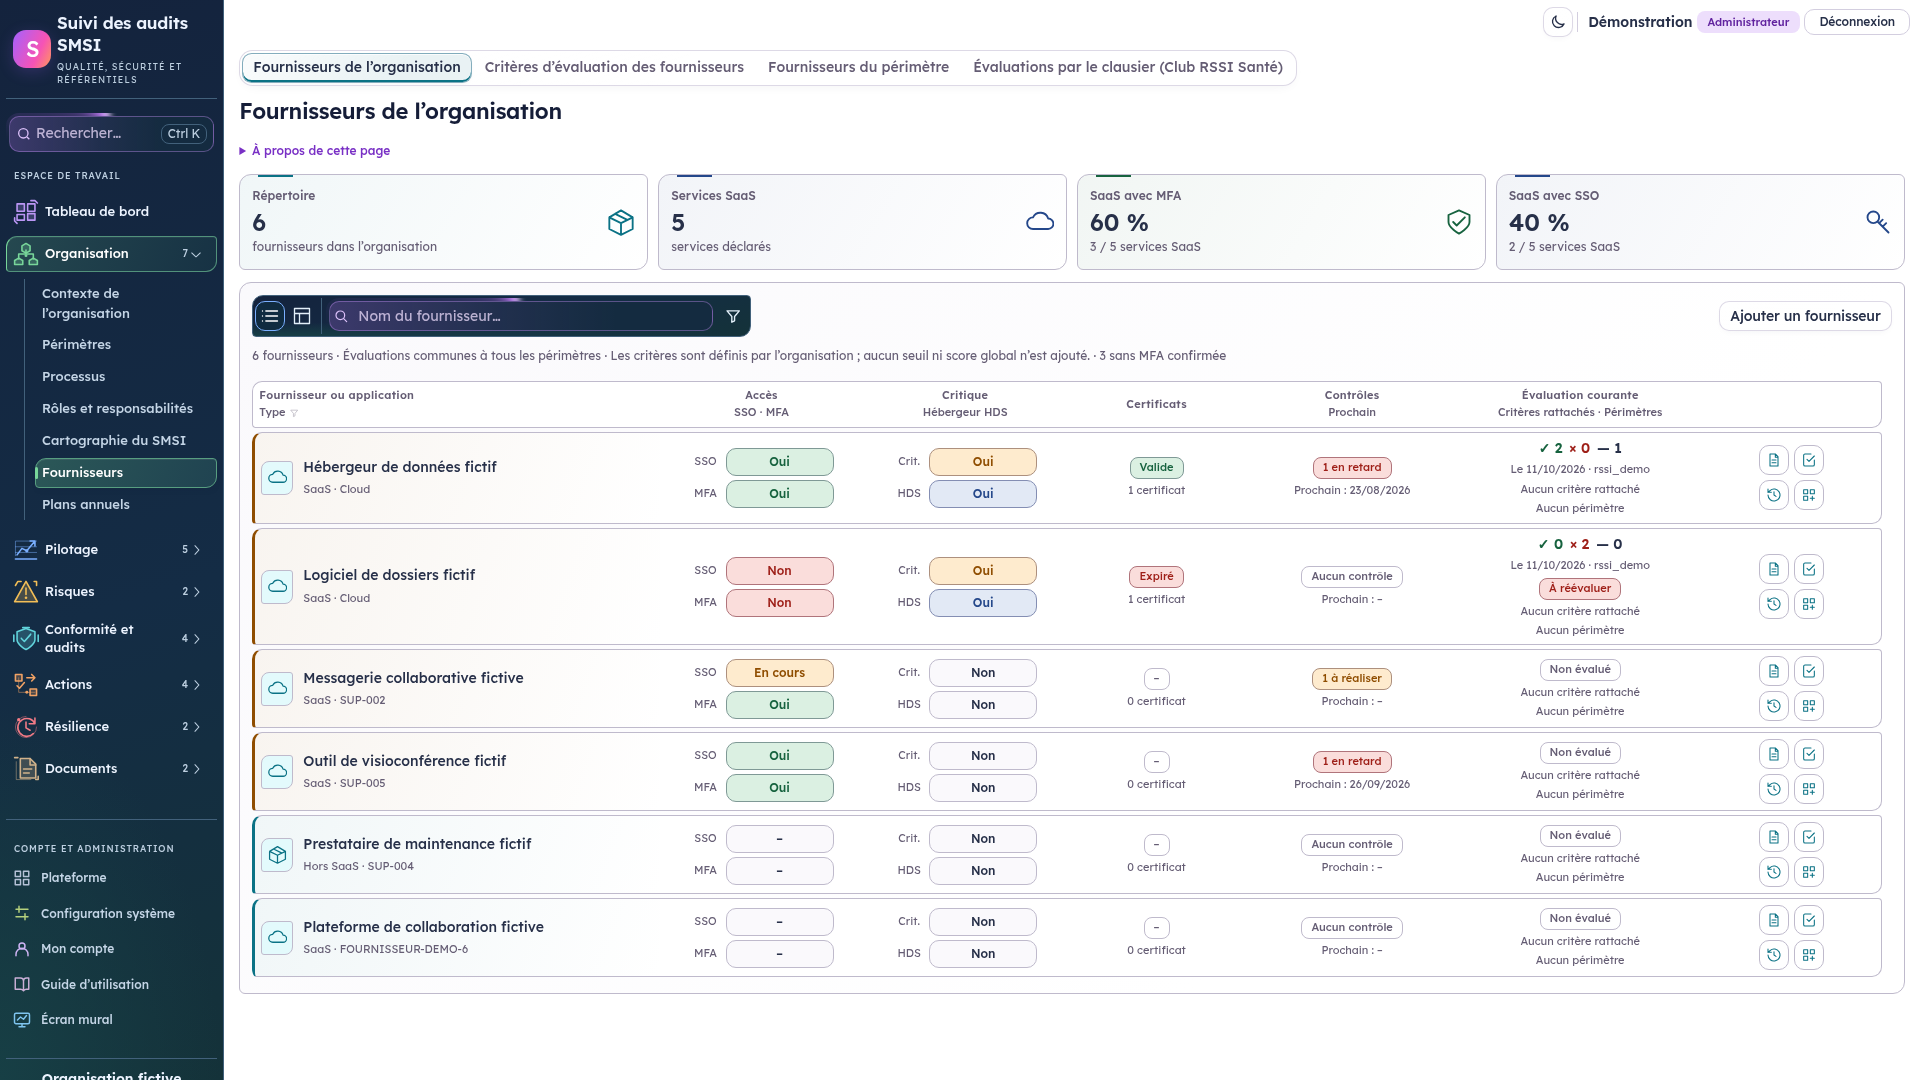 S
Suivi des audits
SMSI
QUALITÉ, SÉCURITÉ ET
RÉFÉRENTIELS
Rechercher… Ctrl K
ESPACE DE TRAVAIL
Tableau de bord
Organisation 7
Contexte de
l’organisation
Périmètres
Processus
Rôles et responsabilités
Cartographie du SMSI
Fournisseurs
Plans annuels
Pilotage 5
Risques 2
Conformité et
audits 4
Actions 4
Résilience 2
Documents 2
COMPTE ET ADMINISTRATION
Plateforme
Configuration système
Mon compte
Guide d’utilisation
Écran mural
Organisation fictive
Démonstration Administrateur Déconnexion
Fournisseurs de l’organisation Critères d’évaluation des fournisseurs Fournisseurs du périmètre Évaluations par le clausier (Club RSSI Santé)
Fournisseurs de l’organisation
À propos de cette page
Répertoire
6
fournisseurs dans l’organisation
Services SaaS
5
services déclarés
SaaS avec MFA
60 %
3 / 5 services SaaS
SaaS avec SSO
40 %
2 / 5 services SaaS
Nom du fournisseur…
Ajouter un fournisseur
6 fournisseurs · Évaluations communes à tous les périmètres · Les critères sont définis par l’organisation ; aucun seuil ni score global n’est ajouté. · 3 sans MFA confirmée
Fournisseur ou application Accès Critique Certificats Contrôles Évaluation courante
Type SSO · MFA Hébergeur HDS Prochain Critères rattachés · Périmètres
Hébergeur de données fictif
SaaS · Cloud
SSO Oui
MFA Oui
Crit. Oui
HDS Oui
Valide
1 certificat
1 en retard
Prochain : 23/08/2026
✓ 2 × 0 — 1
Le 11/10/2026 · rssi_demo
Aucun critère rattaché
Aucun périmètre
Logiciel de dossiers fictif
SaaS · Cloud
SSO Non
MFA Non
Crit. Oui
HDS Oui
Expiré
1 certificat
Aucun contrôle
Prochain : –
✓ 0 × 2 — 0
Le 11/10/2026 · rssi_demo
À réévaluer
Aucun critère rattaché
Aucun périmètre
Messagerie collaborative fictive
SaaS · SUP-002
SSO En cours
MFA Oui
Crit. Non
HDS Non
–
0 certificat
1 à réaliser
Prochain : –
Non évalué
Aucun critère rattaché
Aucun périmètre
Outil de visioconférence fictif
SaaS · SUP-005
SSO Oui
MFA Oui
Crit. Non
HDS Non
–
0 certificat
1 en retard
Prochain : 26/09/2026
Non évalué
Aucun critère rattaché
Aucun périmètre
Prestataire de maintenance fictif
Hors SaaS · SUP-004
SSO –
MFA –
Crit. Non
HDS Non
–
0 certificat
Aucun contrôle
Prochain : –
Non évalué
Aucun critère rattaché
Aucun périmètre
Plateforme de collaboration fictive
SaaS · FOURNISSEUR-DEMO-6
SSO –
MFA –
Crit. Non
HDS Non
–
0 certificat
Aucun contrôle
Prochain : –
Non évalué
Aucun critère rattaché
Aucun périmètre